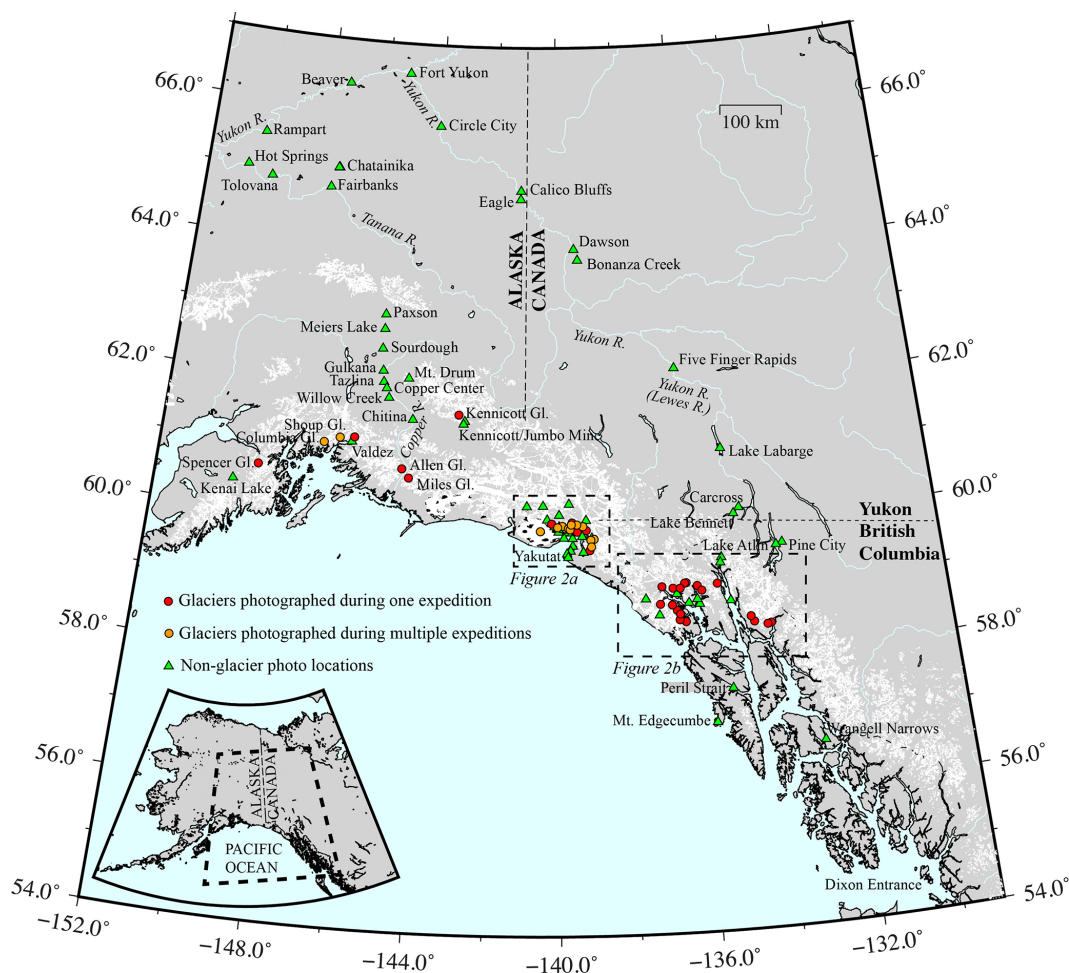 66.0°
66.0°
Beaver
Fort Yukon
100 km
Yukon R.
Yukon R.
Circle City
Rampart
Hot Springs
Chatainika
Tolovana
Fairbanks
Calico Bluffs
Eagle
64.0°
64.0°
Tanana R.
ALASKA
CANADA
Dawson
Bonanza Creek
Paxson
Meiers Lake
Yukon R.
Sourdough
62.0°
62.0°
Five Finger Rapids
Gulkana
Mt. Drum
Tazlina
Copper Center
Willow Creek
Yukon R.
(Lewes R.)
Chitina
Kennicott Gl.
Copper R.
Shoup Gl.
Columbia Gl.
Kennicott/Jumbo Mine
Valdez
Lake Labarge
Spencer Gl.
Allen Gl.
Kenai Lake
Miles Gl.
60.0°
60.0°
Carcross
Yukon
Lake Bennett
British
Columbia
Lake Atlin
Pine City
Yakutat
Figure 2a
Glaciers photographed during one expedition
58.0°
58.0°
Glaciers photographed during multiple expeditions
Non-glacier photo locations
Figure 2b
Peril Strait
Mt. Edgecumbe
Wrangell Narrows
56.0°
56.0°
ALASKA
CANADA
PACIFIC
OCEAN
Dixon Entrance
54.0°
54.0°
−152.0°
−148.0°
−144.0°
−140.0°
−136.0°
−132.0°